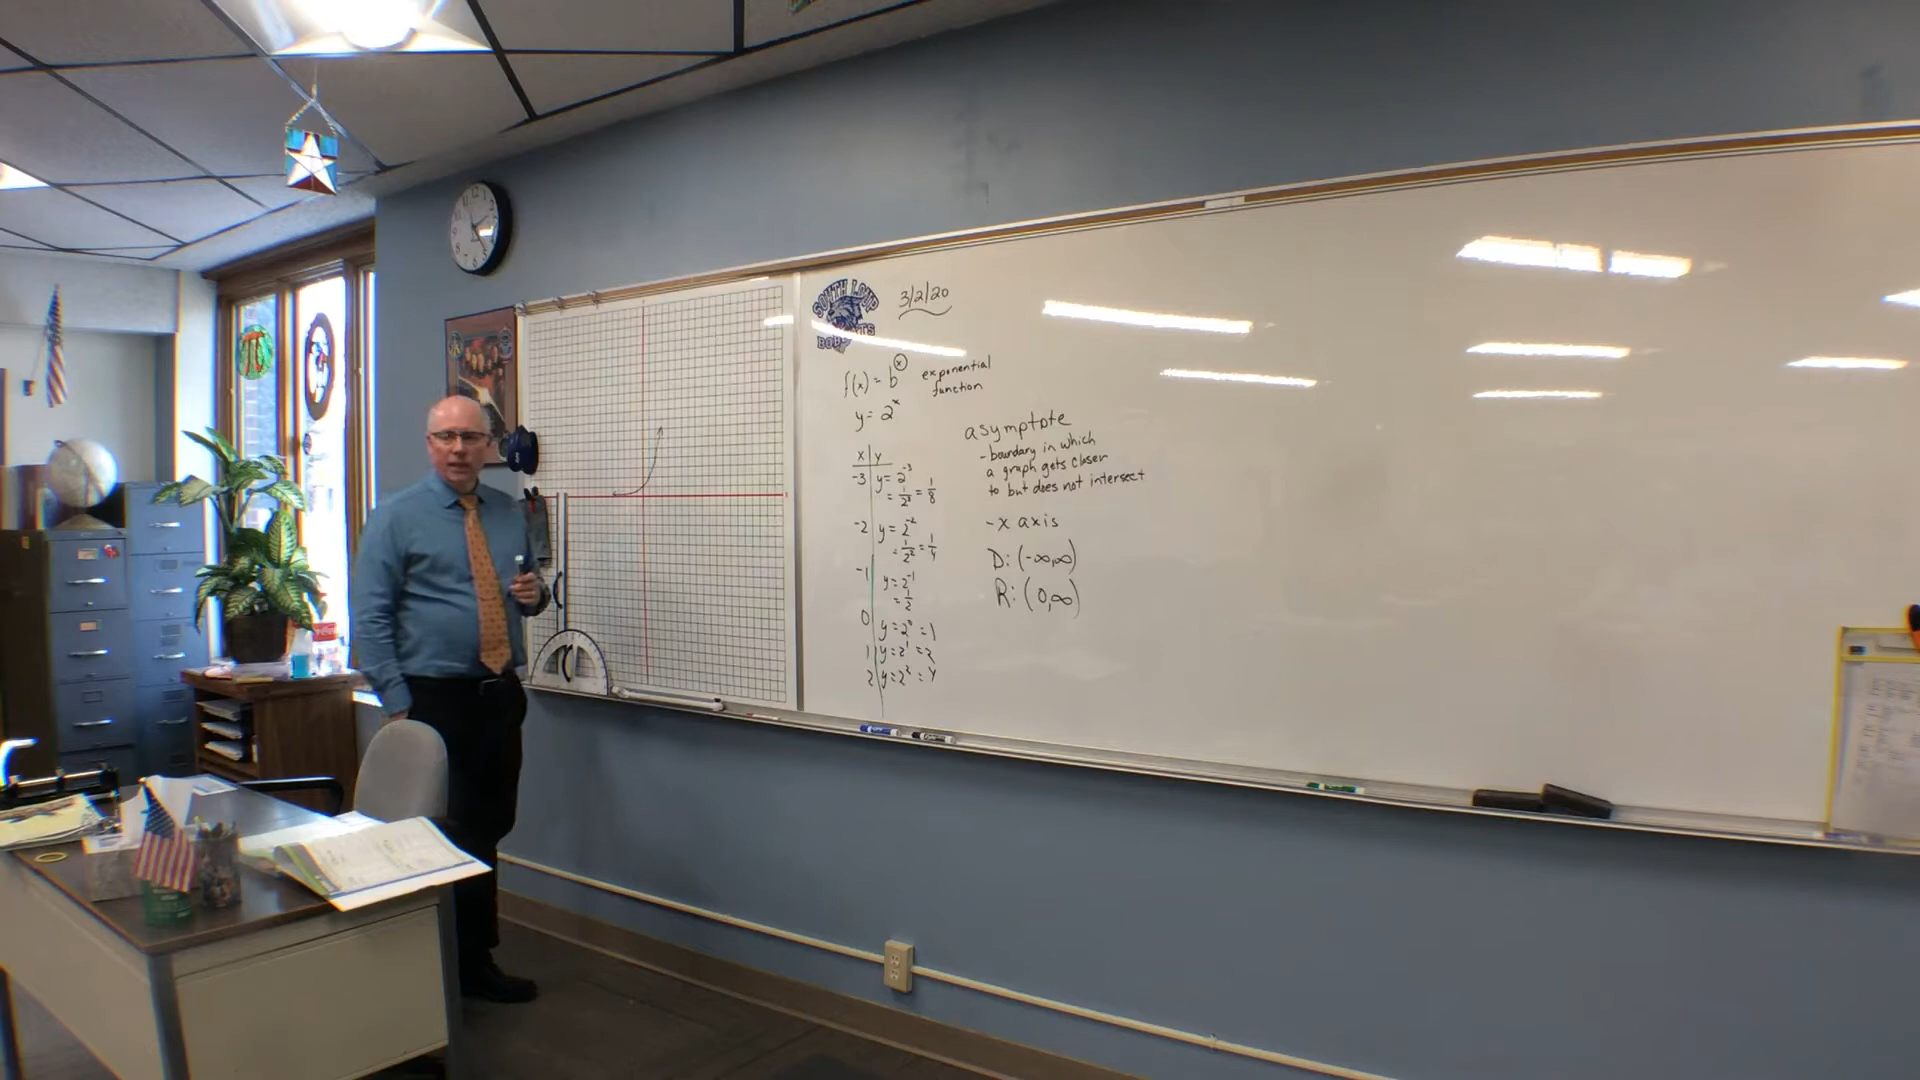 SOUTH LOUP
BOBCATS
3/2/20
f(x) = b^x exponential
function
y = 2^x
asymptote
- boundary in which
a graph gets closer
to but does not intersect
- x axis
D: (-∞,∞)
R: (0,∞)
x | y
-3 | y = 2^-3
= 1/2^3 = 1/8
-2 | y = 2^-2
= 1/2^2 = 1/4
-1 | y = 2^-1
= 1/2
0 | y = 2^0 = 1
1 | y = 2^1 = 2
2 | y = 2^2 = 4